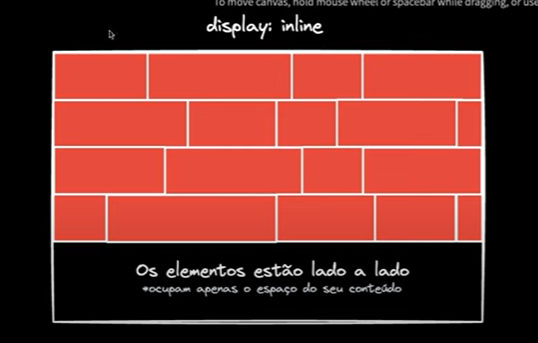 To move canvas, hold mouse wheel or spacebar while dragging, or use
display: inline
Os elementos estão lado a lado
*ocupam apenas o espaço do seu conteúdo